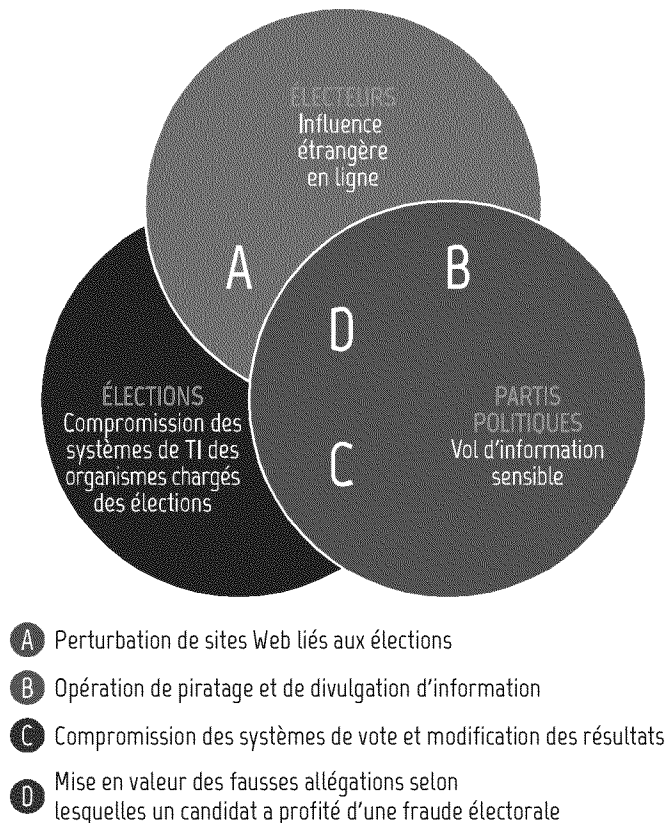 ÉLECTEURS
Influence
étrangère
en ligne
A
B
D
ÉLECTIONS
Compromission des
systèmes de TI des
organismes chargés
des élections
PARTIS
POLITIQUES
Vol d'information
sensible
C
A Perturbation de sites Web liés aux élections
B Opération de piratage et de divulgation d'information
C Compromission des systèmes de vote et modification des résultats
D Mise en valeur des fausses allégations selon
lesquelles un candidat a profité d'une fraude électorale